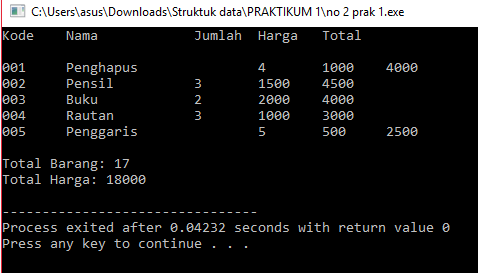 C:\Users\asus\Downloads\Struktuk data\PRAKTIKUM 1\no 2 prak 1.exe
Kode Nama Jumlah Harga Total
001 Penghapus 4 1000 4000
002 Pensil 3 1500 4500
003 Buku 2 2000 4000
004 Rautan 3 1000 3000
005 Penggaris 5 500 2500
Total Barang: 17
Total Harga: 18000
--------------------------------
Process exited after 0.04232 seconds with return value 0
Press any key to continue . . .